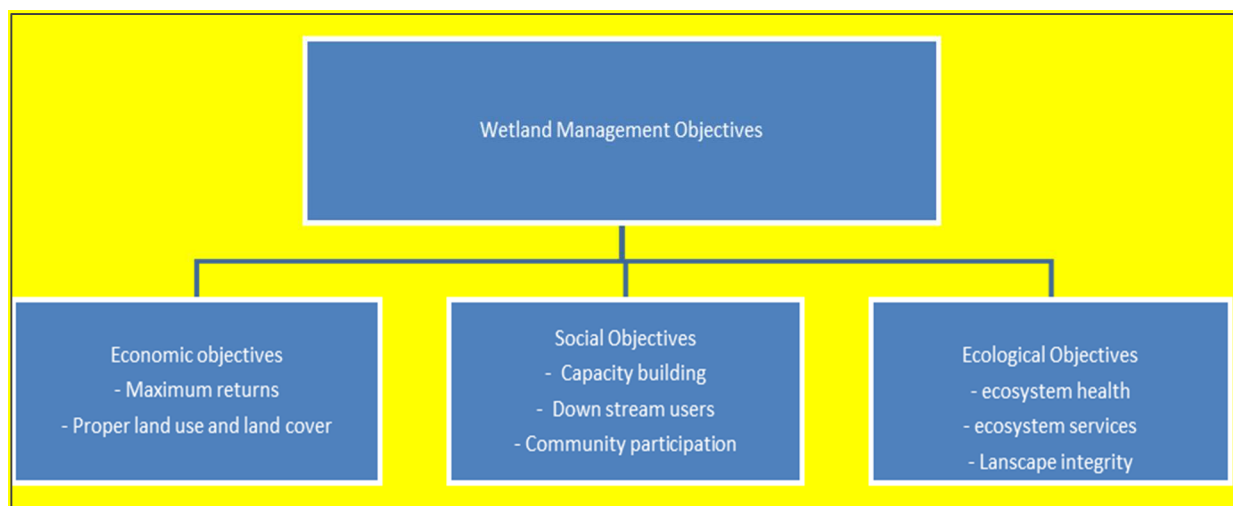 Wetland Management Objectives
Economic objectives
- Maximum returns
- Proper land use and land cover
Social Objectives
- Capacity building
- Down stream users
- Community participation
Ecological Objectives
- ecosystem health
- ecosystem services
- Lanscape integrity